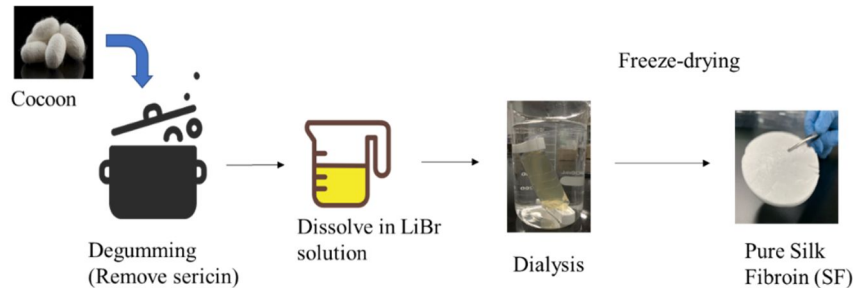 Cocoon
Degumming
(Remove sericin)
Dissolve in LiBr
solution
Dialysis
Freeze-drying
Pure Silk
Fibroin (SF)